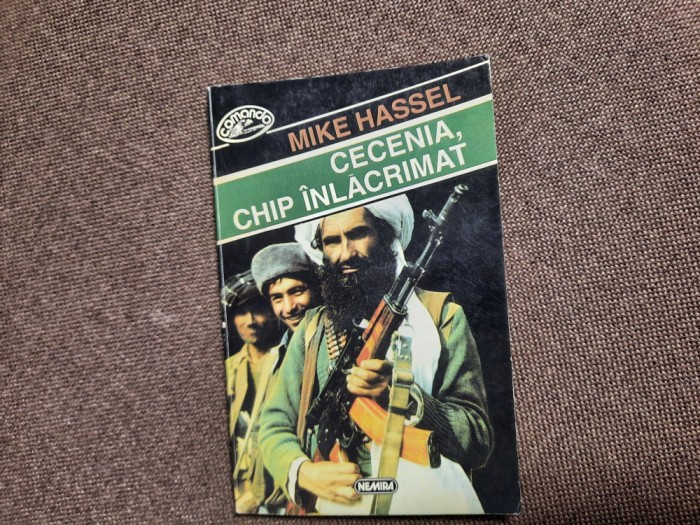 comando
MIKE HASSEL
CECENIA,
CHIP ÎNLĂCRIMAT
NEMIRA